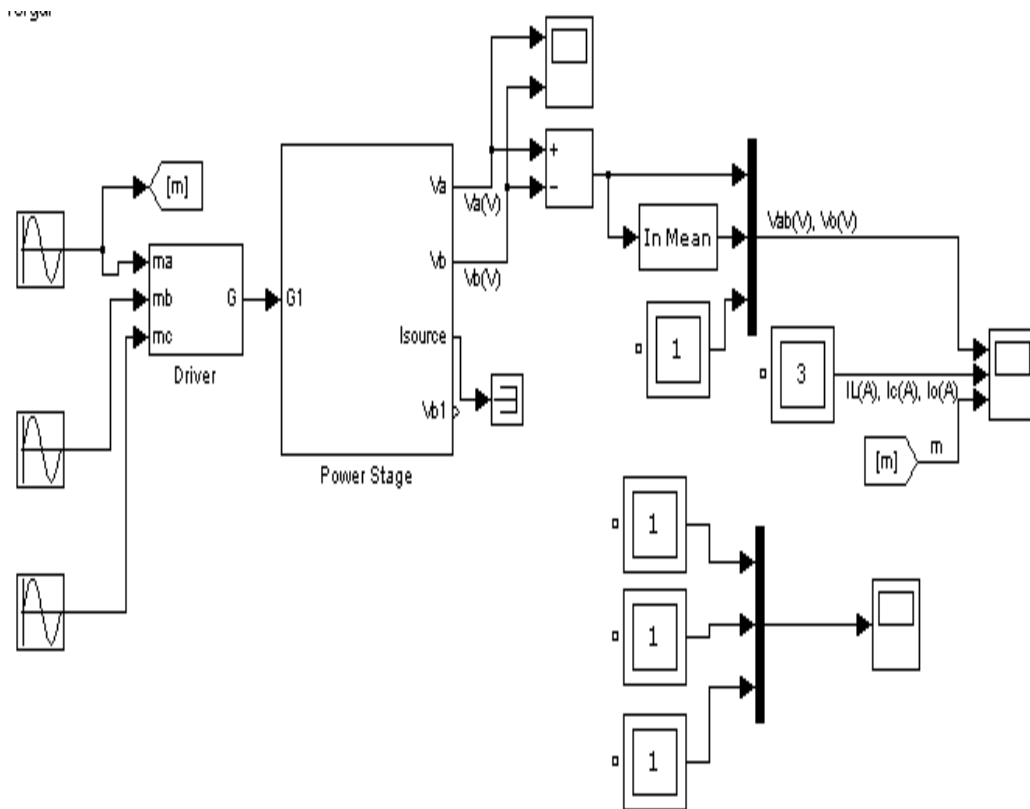 [m]
ma
mb
mc
G
Driver
G1
Va
Vb
Isource
Vb1
Power Stage
Va(V)
Vb(V)
+
−
In Mean
1
Vab(V), Vo(V)
3
IL(A), Ic(A), Io(A)
[m]
m
1
1
1